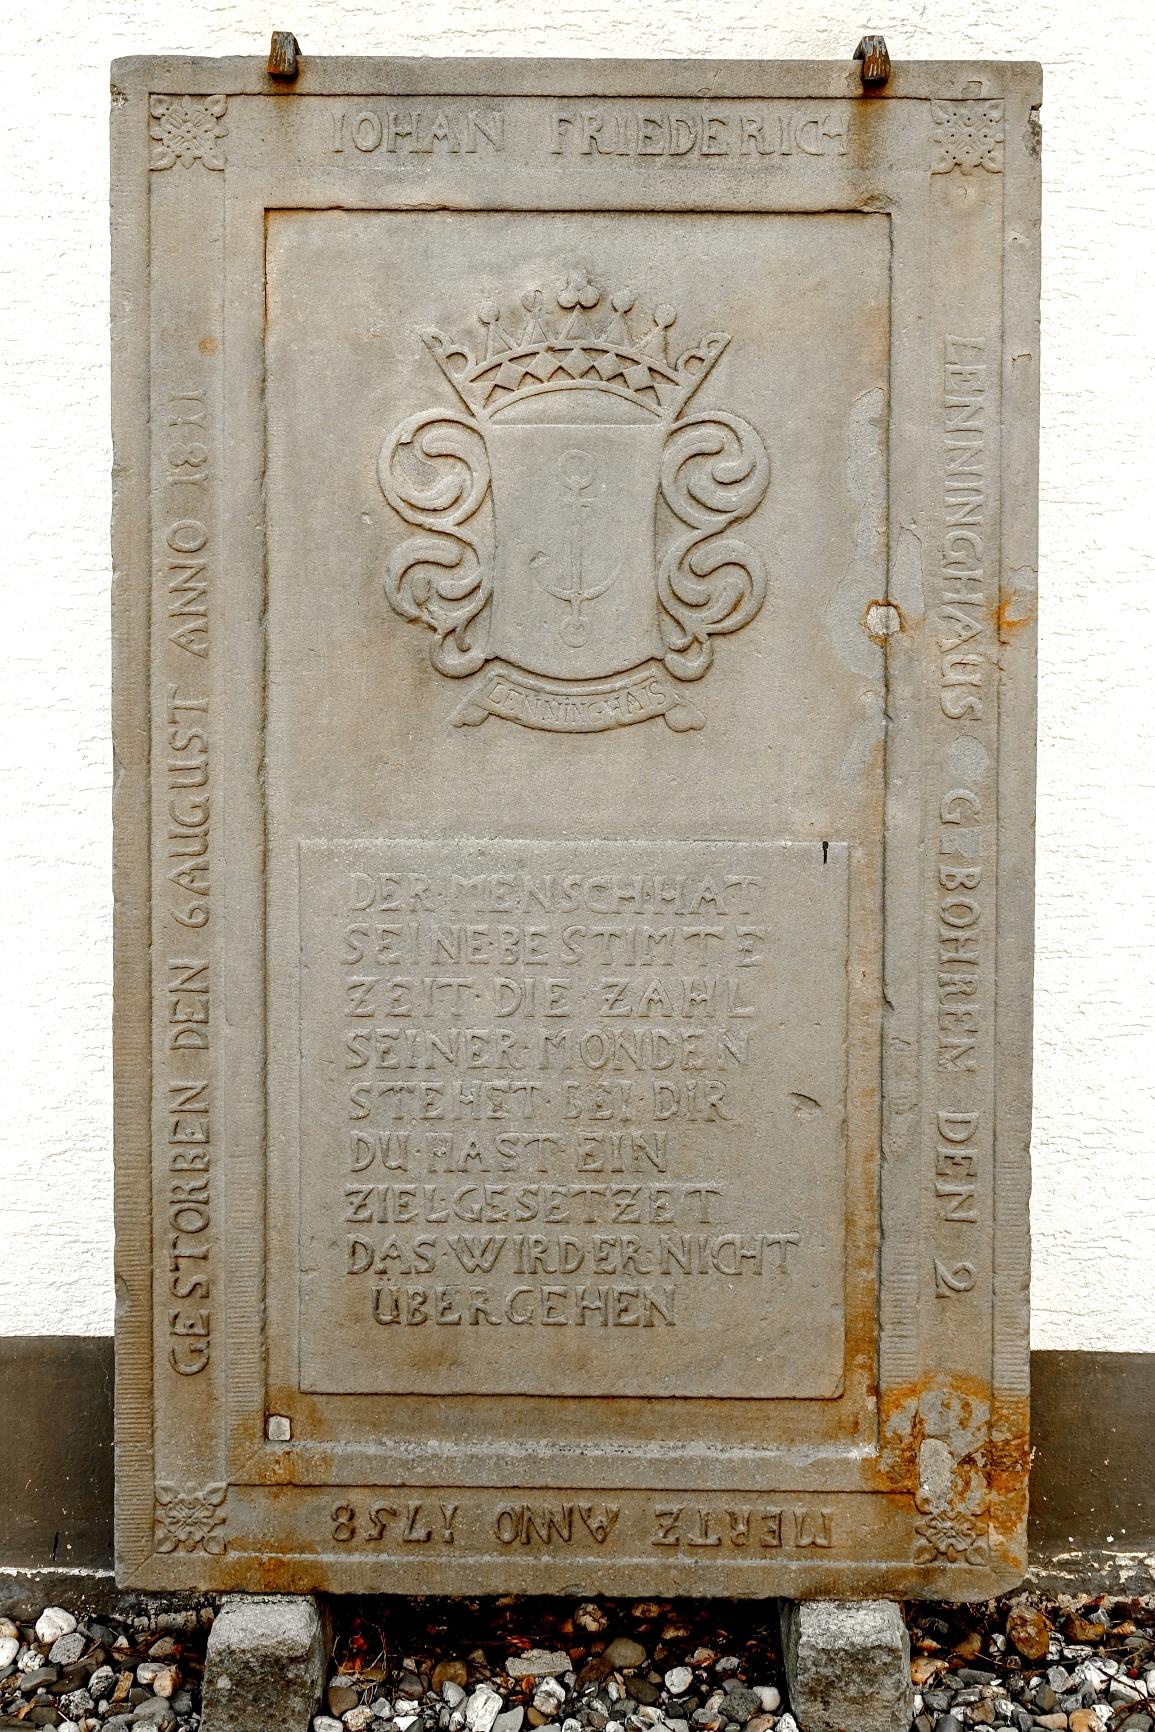 IOHAN FRIEDERICH
LENNINGHAUS GEBOHREN DEN 2
MERTZ ANNO 1758
GESTORBEN DEN 6 AUGUST ANNO 1811
LENNINGHAUS
DER·MENSCH·HAT
SEINE·BESTIMTE
ZEIT·DIE·ZAHL
SEINER·MONDEN
STEHET·BEI·DIR
DU·HAST·EIN
ZIEL·GESETZET
DAS·WIRD·ER·NICHT
ÜBERGEHEN